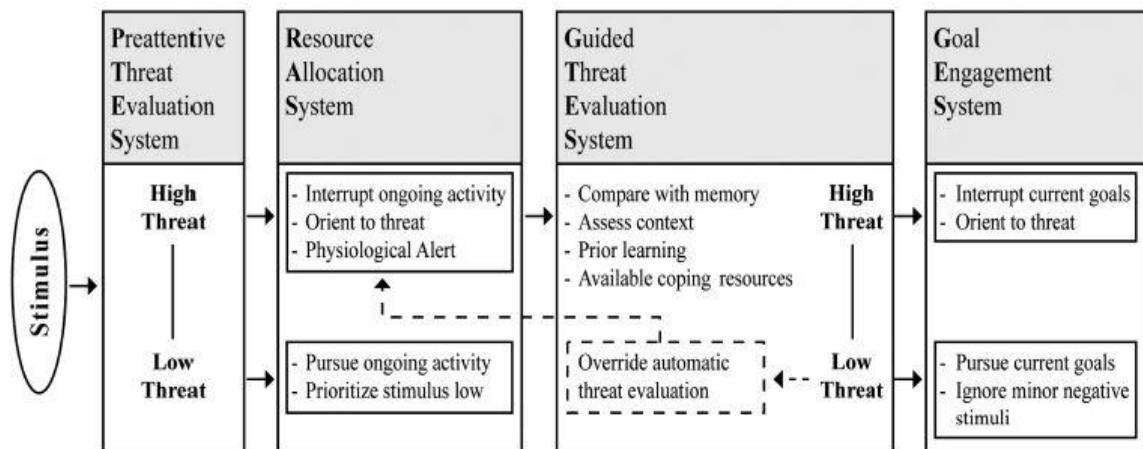 Stimulus
Preattentive
Threat
Evaluation
System
High
Threat
Low
Threat
Resource
Allocation
System
- Interrupt ongoing activity
- Orient to threat
- Physiological Alert
- Pursue ongoing activity
- Prioritize stimulus low
Guided
Threat
Evaluation
System
- Compare with memory
- Assess context
- Prior learning
- Available coping resources
High
Threat
Override automatic
threat evaluation
Low
Threat
Goal
Engagement
System
- Interrupt current goals
- Orient to threat
- Pursue current goals
- Ignore minor negative
stimuli